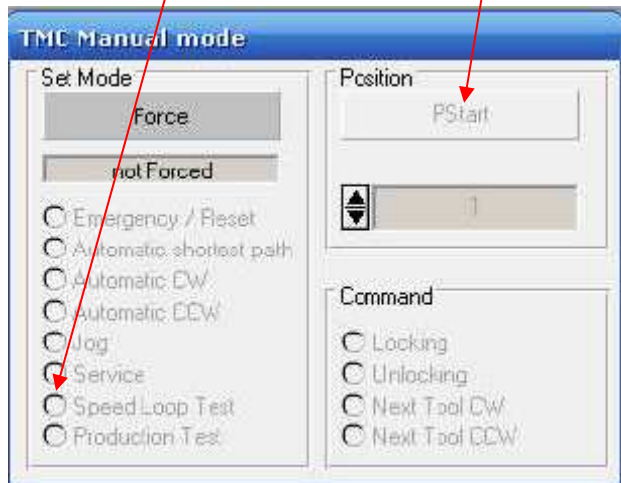 TMC Manual mode
Set Mode
Force
not Forced
Emergency / Reset
Automatic shortest path
Automatic CW
Automatic CCW
Jog
Service
Speed Loop Test
Production Test
Position
PStart
1
Command
Locking
Unlocking
Next Tool CW
Next Tool CCW